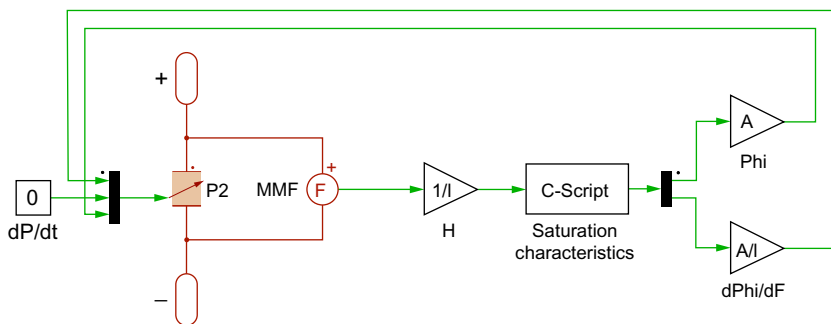 +
0
dP/dt
P2
MMF
+
F
1/l
H
C-Script
Saturation
characteristics
A
Phi
A/l
dPhi/dF
−